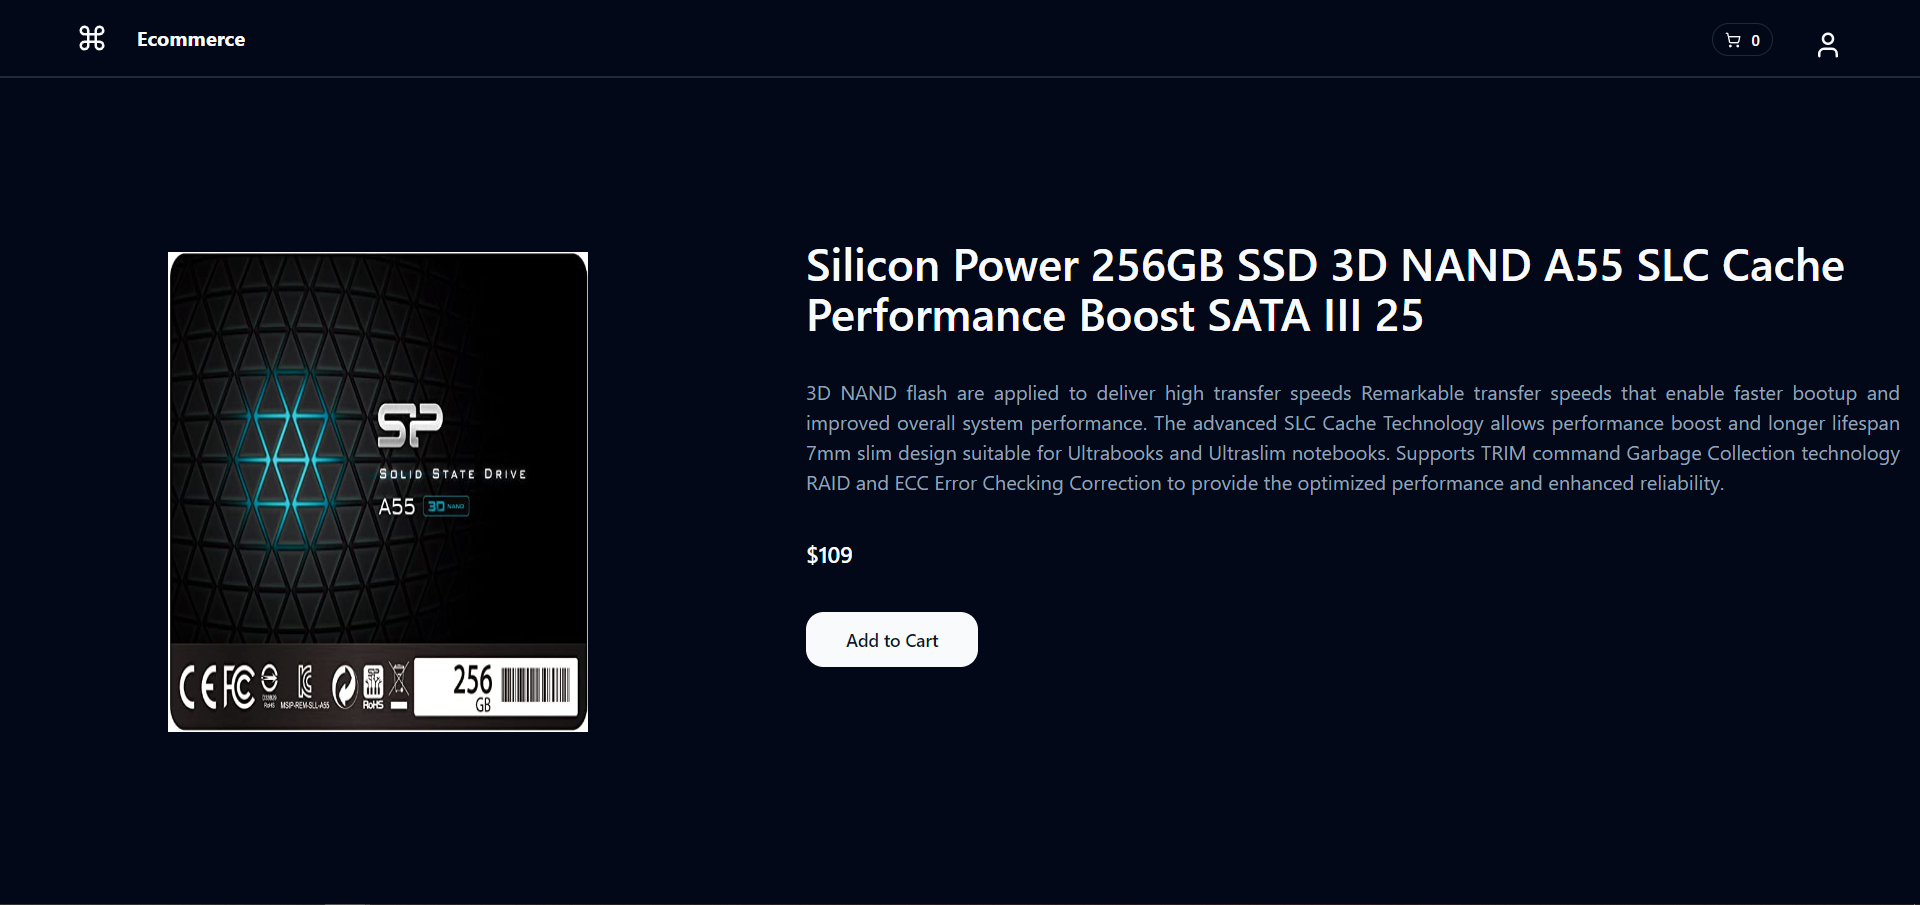 Ecommerce
0
Silicon Power 256GB SSD 3D NAND A55 SLC Cache
Performance Boost SATA III 25
3D NAND flash are applied to deliver high transfer speeds Remarkable transfer speeds that enable faster bootup and
improved overall system performance. The advanced SLC Cache Technology allows performance boost and longer lifespan
7mm slim design suitable for Ultrabooks and Ultraslim notebooks. Supports TRIM command Garbage Collection technology
RAID and ECC Error Checking Correction to provide the optimized performance and enhanced reliability.
$109
Add to Cart
SP
SOLID STATE DRIVE
A55 3D NAND
CE FC RoHS MSIP-REM-SLL-A55 SP RoHS
256
GB